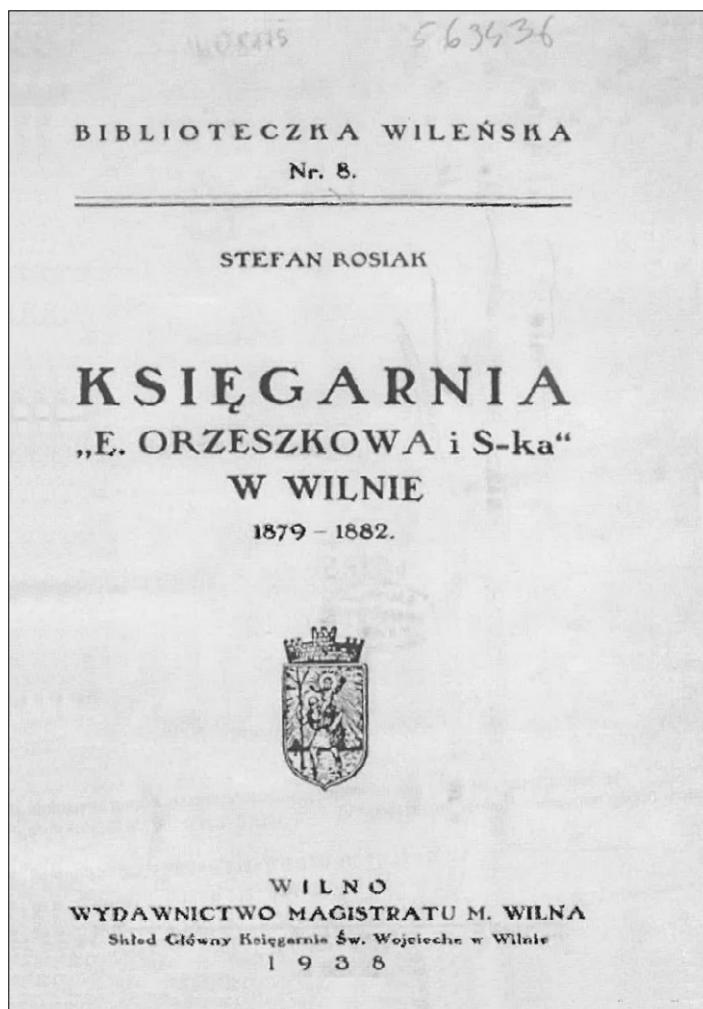 563436
BIBLIOTECZKA WILEŃSKA
Nr. 8.
STEFAN ROSIAK
KSIĘGARNIA
„E. ORZESZKOWA i S-ka“
W WILNIE
1879 – 1882.
WILNO
WYDAWNICTWO MAGISTRATU M. WILNA
Skład Główny Księgarnia Św. Wojciecha w Wilnie
1938